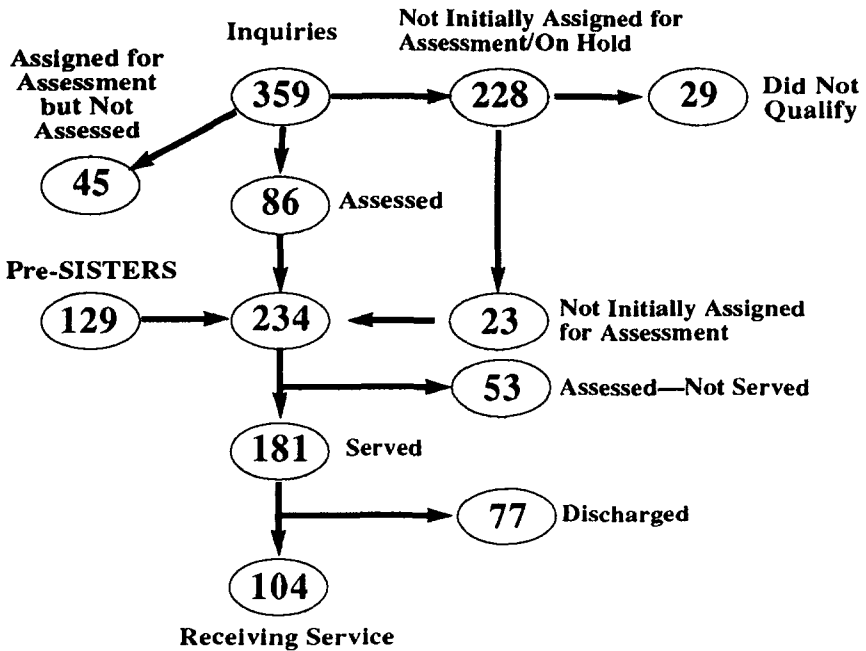 Inquiries
Not Initially Assigned for
Assessment/On Hold
Assigned for
Assessment
but Not
Assessed
359
228
29
Did Not
Qualify
45
86
Assessed
Pre-SISTERS
129
234
23
Not Initially Assigned
for Assessment
53
Assessed—Not Served
181
Served
77
Discharged
104
Receiving Service